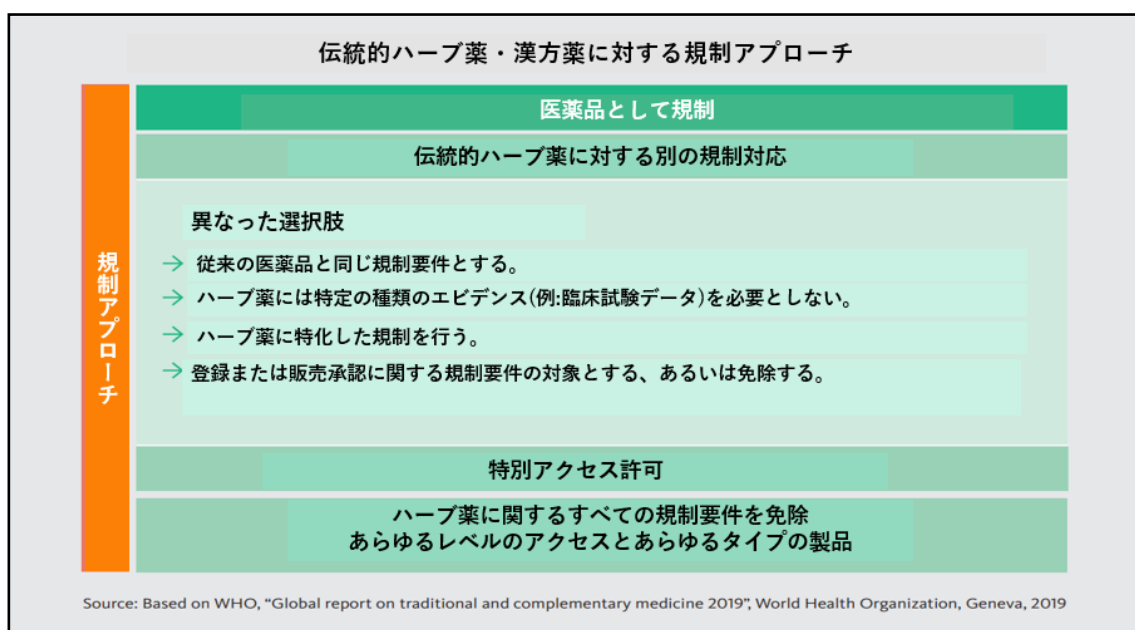 伝統的ハーブ薬・漢方薬に対する規制アプローチ
規制アプローチ
医薬品として規制
伝統的ハーブ薬に対する別の規制対応
異なった選択肢
→ 従来の医薬品と同じ規制要件とする。
→ ハーブ薬には特定の種類のエビデンス(例:臨床試験データ)を必要としない。
→ ハーブ薬に特化した規制を行う。
→ 登録または販売承認に関する規制要件の対象とする、あるいは免除する。
特別アクセス許可
ハーブ薬に関するすべての規制要件を免除
あらゆるレベルのアクセスとあらゆるタイプの製品
Source: Based on WHO, “Global report on traditional and complementary medicine 2019”, World Health Organization, Geneva, 2019